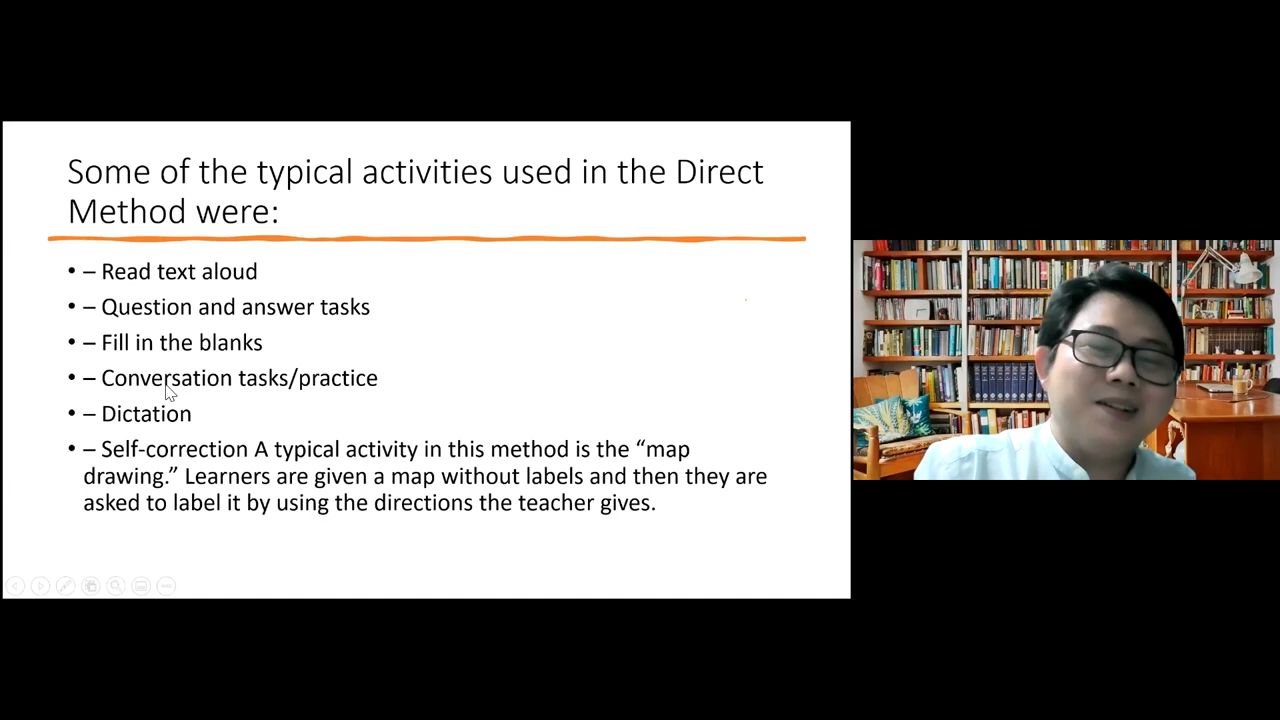 Some of the typical activities used in the Direct
Method were:
• – Read text aloud
• – Question and answer tasks
• – Fill in the blanks
• – Conversation tasks/practice
• – Dictation
• – Self-correction A typical activity in this method is the “map
drawing.” Learners are given a map without labels and then they are
asked to label it by using the directions the teacher gives.